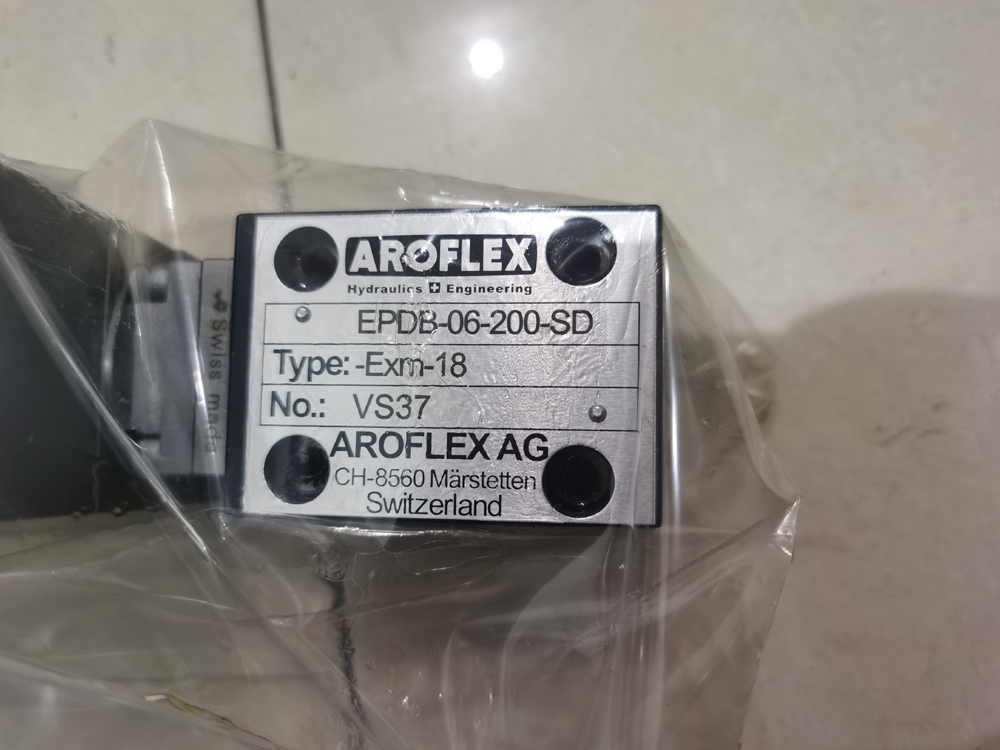 AROFLEX
Hydraulics Engineering
EPDB-06-200-SD
Type: -Exm-18
No.: VS37
AROFLEX AG
CH-8560 Märstetten
Switzerland
Swiss made